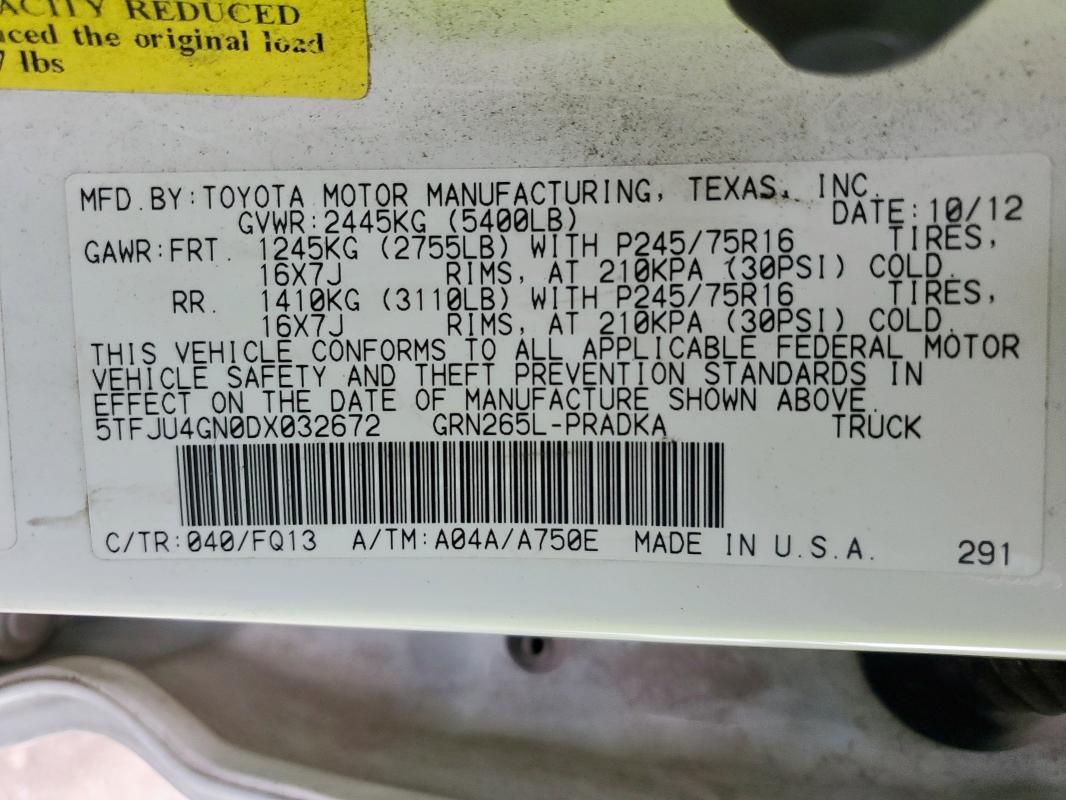 REDUCED
the original load
lbs
MFD. BY: TOYOTA MOTOR MANUFACTURING, TEXAS, INC.
GVWR: 2445KG (5400LB) DATE: 10/12
GAWR: FRT. 1245KG (2755LB) WITH P245/75R16 TIRES,
16X7J RIMS, AT 210KPA (30PSI) COLD.
RR. 1410KG (3110LB) WITH P245/75R16 TIRES,
16X7J RIMS, AT 210KPA (30PSI) COLD.
THIS VEHICLE CONFORMS TO ALL APPLICABLE FEDERAL MOTOR
VEHICLE SAFETY AND THEFT PREVENTION STANDARDS IN
EFFECT ON THE DATE OF MANUFACTURE SHOWN ABOVE.
5TFJU4GN0DX032672 GRN265L-PRADKA TRUCK
C/TR: 040/FQ13 A/TM: A04A/A750E MADE IN U.S.A. 291